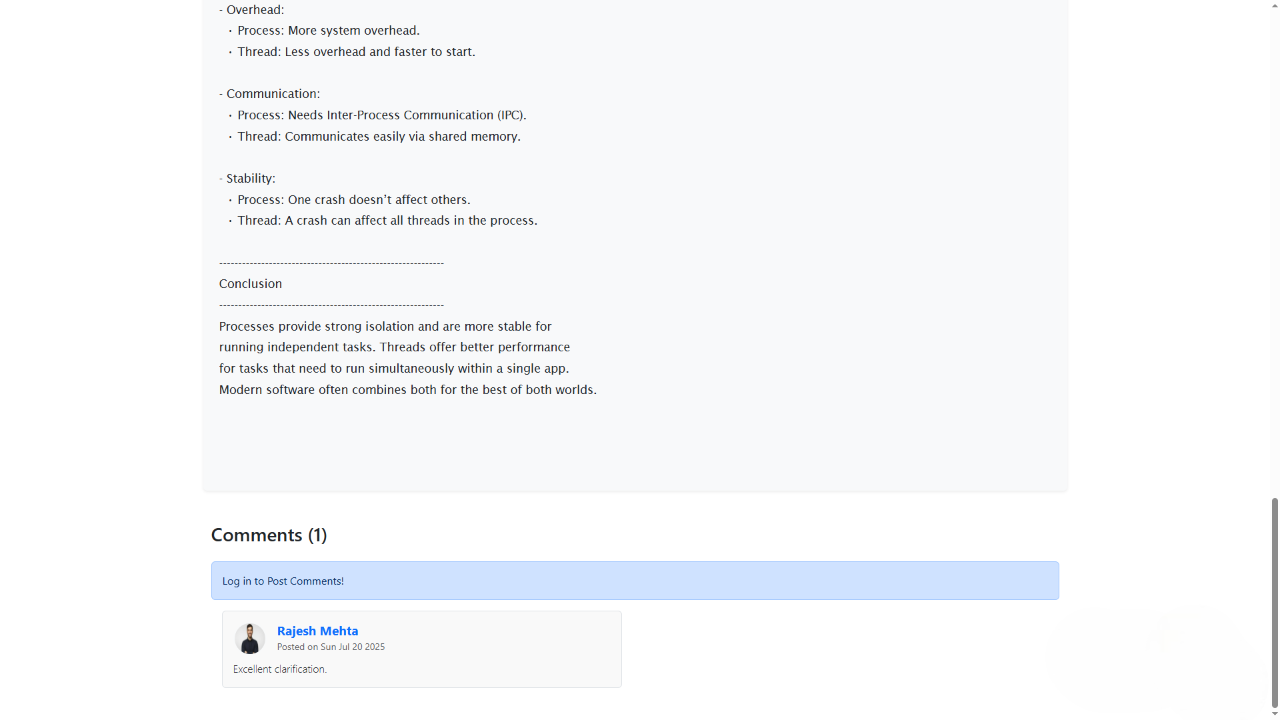 - Overhead:
• Process: More system overhead.
• Thread: Less overhead and faster to start.
- Communication:
• Process: Needs Inter-Process Communication (IPC).
• Thread: Communicates easily via shared memory.
- Stability:
• Process: One crash doesn’t affect others.
• Thread: A crash can affect all threads in the process.
-----------------------------------------------------------
Conclusion
-----------------------------------------------------------
Processes provide strong isolation and are more stable for
running independent tasks. Threads offer better performance
for tasks that need to run simultaneously within a single app.
Modern software often combines both for the best of both worlds.
Comments (1)
Log in to Post Comments!
Rajesh Mehta
Posted on Sun Jul 20 2025
Excellent clarification.